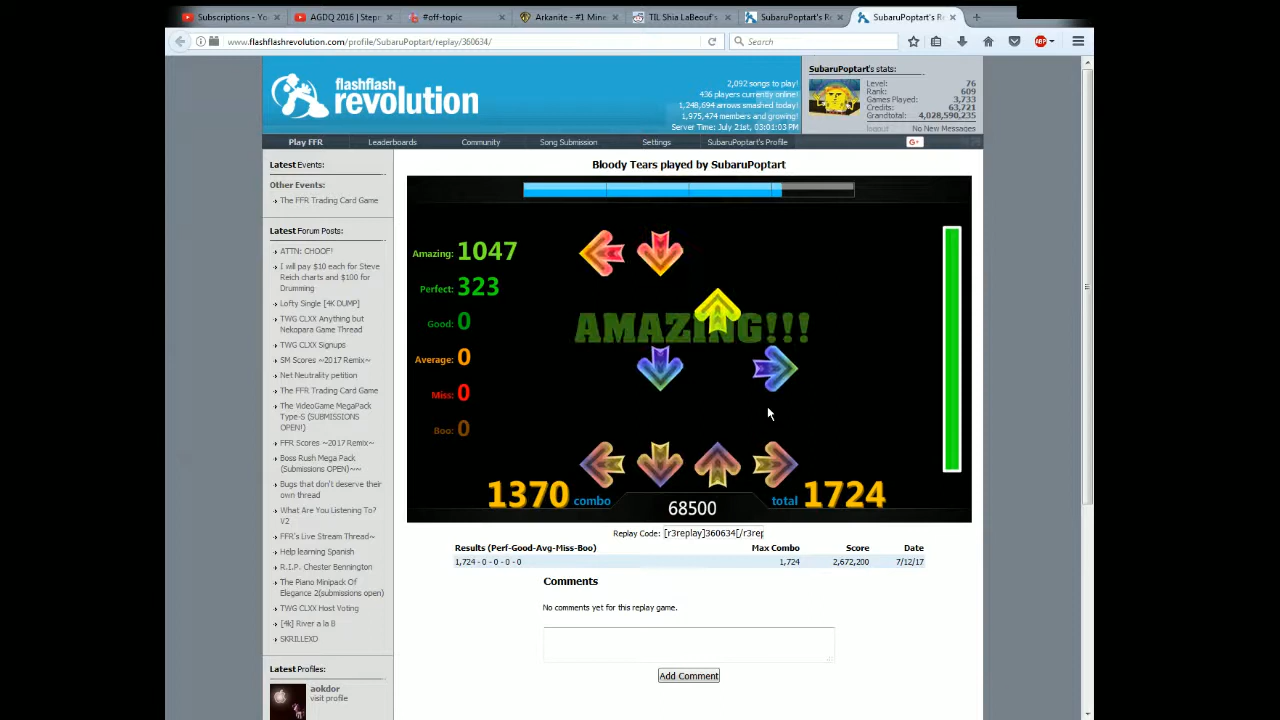 Subscriptions - Yo
AGDQ 2016 | Step
#off-topic
Arkanite - #1 Mine
TIL Shia LaBeouf's
SubaruPoptart's R
SubaruPoptart's Re
www.flashflashrevolution.com/profile/SubaruPoptart/replay/360634/
Search
ABP
flashflash
revolution
2,092 songs to play!
436 players currently online!
1,248,694 arrows smashed today!
1,975,474 members and growing!
Server Time: July 21st, 03:01:03 PM
SubaruPoptart's stats:
Level: 76
Rank: 609
Games Played: 3,733
Credits: 63,721
Grandtotal: 4,028,590,235
logout
No New Messages
Play FFR
Leaderboards
Community
Song Submission
Settings
SubaruPoptart's Profile
G+
Latest Events:
Other Events:
The FFR Trading Card Game
Latest Forum Posts:
ATTN: CHOOF!
I will pay $10 each for Steve
Reich charts and $100 for
Drumming
Lofty Single [4K DUMP]
TWG CLXX Anything but
Nekopara Game Thread
TWG CLXX Signups
SM Scores ~2017 Remix~
Net Neutrality petition
The FFR Trading Card Game
The VideoGame MegaPack
Type-S (SUBMISSIONS
OPEN!)
FFR Scores ~2017 Remix~
Boss Rush Mega Pack
(Submissions OPEN)~~
Bugs that don't deserve their
own thread
What Are You Listening To?
V2
FFR's Live Stream Thread~
Help learning Spanish
R.I.P. Chester Bennington
The Piano Minipack Of
Elegance 2(submissions open)
TWG CLXX Host Voting
[4k] River a la B
SKRILLEXD
Latest Profiles:
aokdor
visit profile
Bloody Tears played by SubaruPoptart
Amazing: 1047
Perfect: 323
Good: 0
Average: 0
Miss: 0
Boo: 0
AMAZING!!!
1370 combo
68500
total 1724
Replay Code: [r3replay]360634[/r3rep
Results (Perf-Good-Avg-Miss-Boo)
Max Combo
Score
Date
1,724 - 0 - 0 - 0 - 0
1,724
2,672,200
7/12/17
Comments
No comments yet for this replay game.
Add Comment